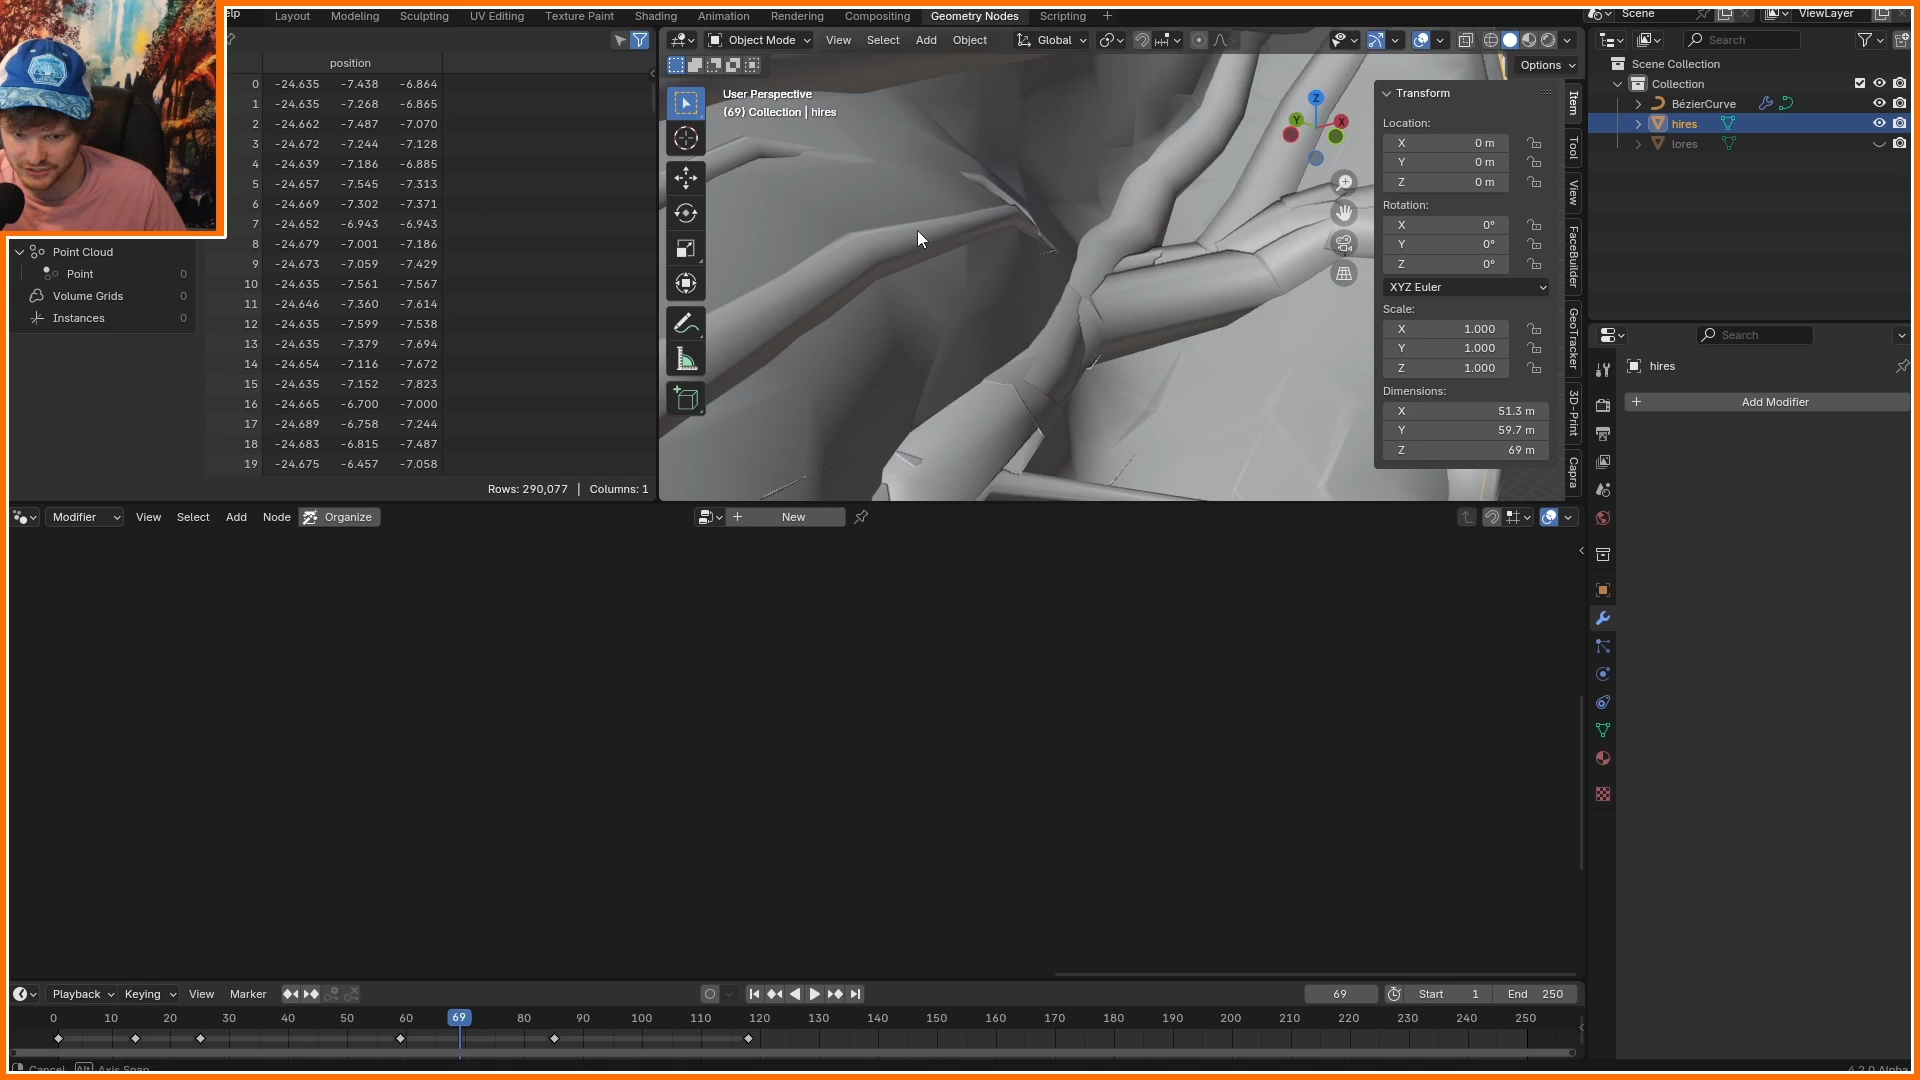 elp Layout Modeling Sculpting UV Editing Texture Paint Shading Animation Rendering Compositing Geometry Nodes Scripting +
Scene ViewLayer
Object Mode View Select Add Object Global
Search
Options
position
0 -24.635 -7.438 -6.864
1 -24.635 -7.268 -6.865
2 -24.662 -7.487 -7.070
3 -24.672 -7.244 -7.128
4 -24.639 -7.186 -6.885
5 -24.657 -7.545 -7.313
6 -24.669 -7.302 -7.371
7 -24.652 -6.943 -6.943
8 -24.679 -7.001 -7.186
9 -24.673 -7.059 -7.429
10 -24.635 -7.561 -7.567
11 -24.646 -7.360 -7.614
12 -24.635 -7.599 -7.538
13 -24.635 -7.379 -7.694
14 -24.654 -7.116 -7.672
15 -24.635 -7.152 -7.823
16 -24.665 -6.700 -7.000
17 -24.689 -6.758 -7.244
18 -24.683 -6.815 -7.487
19 -24.675 -6.457 -7.058
Rows: 290,077 | Columns: 1
Point Cloud
Point 0
Volume Grids 0
Instances 0
User Perspective
(69) Collection | hires
Z
Y
X
Transform
Location:
X 0 m
Y 0 m
Z 0 m
Rotation:
X 0°
Y 0°
Z 0°
XYZ Euler
Scale:
X 1.000
Y 1.000
Z 1.000
Dimensions:
X 51.3 m
Y 59.7 m
Z 69 m
Item
Tool
View
FaceBuilder
GeoTracker
3D-Print
Capra
Scene Collection
Collection
BézierCurve
hires
lores
Search
hires
+ Add Modifier
Modifier View Select Add Node Organize
+ New
Playback Keying View Marker
69 Start 1 End 250
0 10 20 30 40 50 60 69 80 90 100 110 120 130 140 150 160 170 180 190 200 210 220 230 240 250
Cancel Alt Axis Snap
4.2.0 Alpha